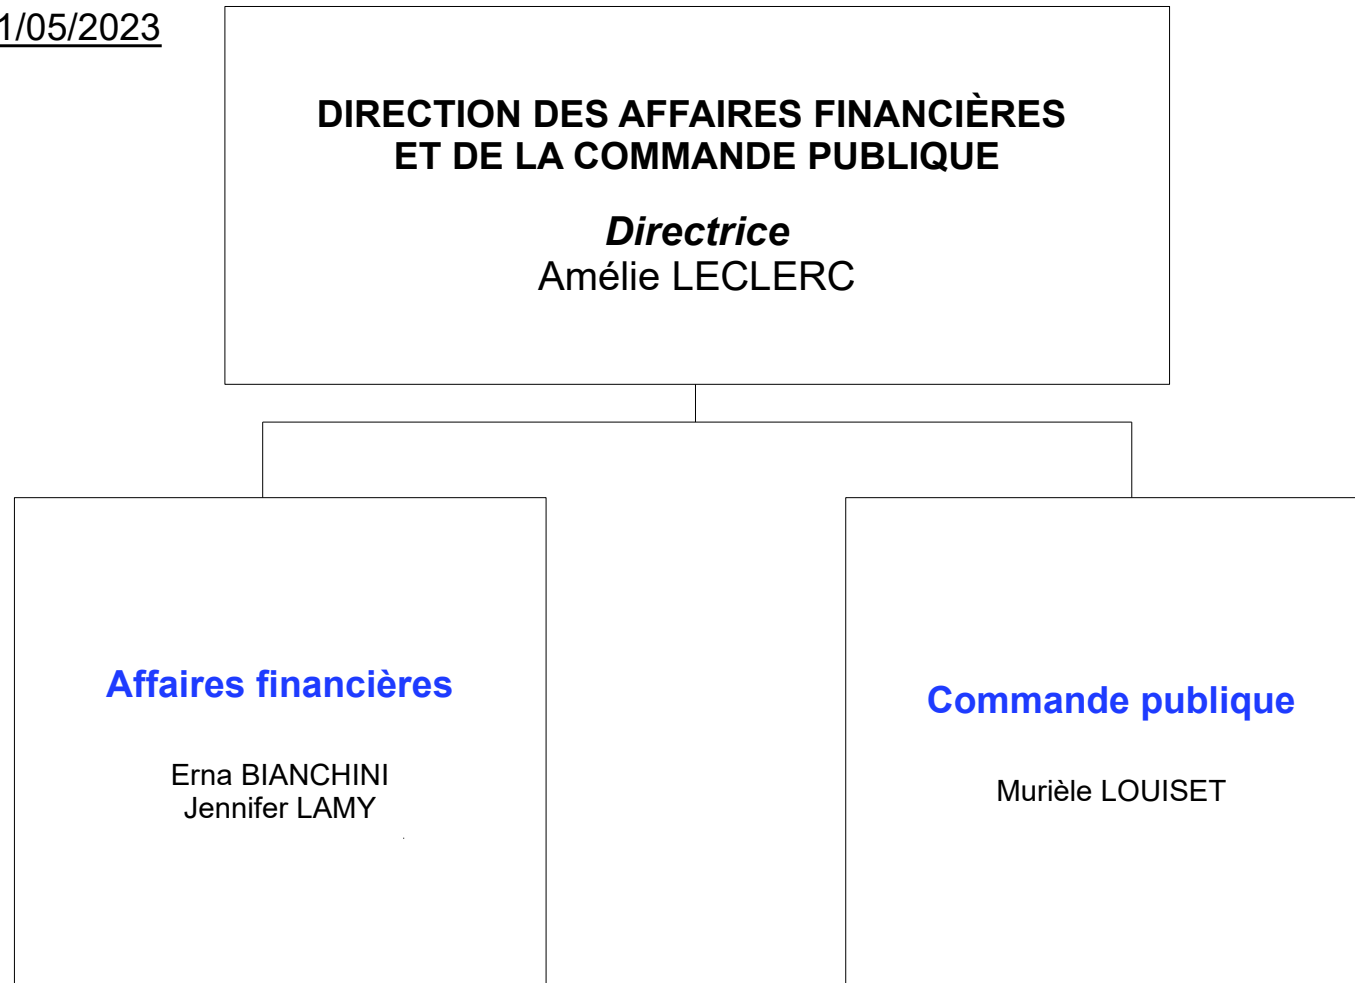 1/05/2023
DIRECTION DES AFFAIRES FINANCIÈRES
ET DE LA COMMANDE PUBLIQUE
Directrice
Amélie LECLERC
Affaires financières
Erna BIANCHINI
Jennifer LAMY
Commande publique
Murièle LOUISET